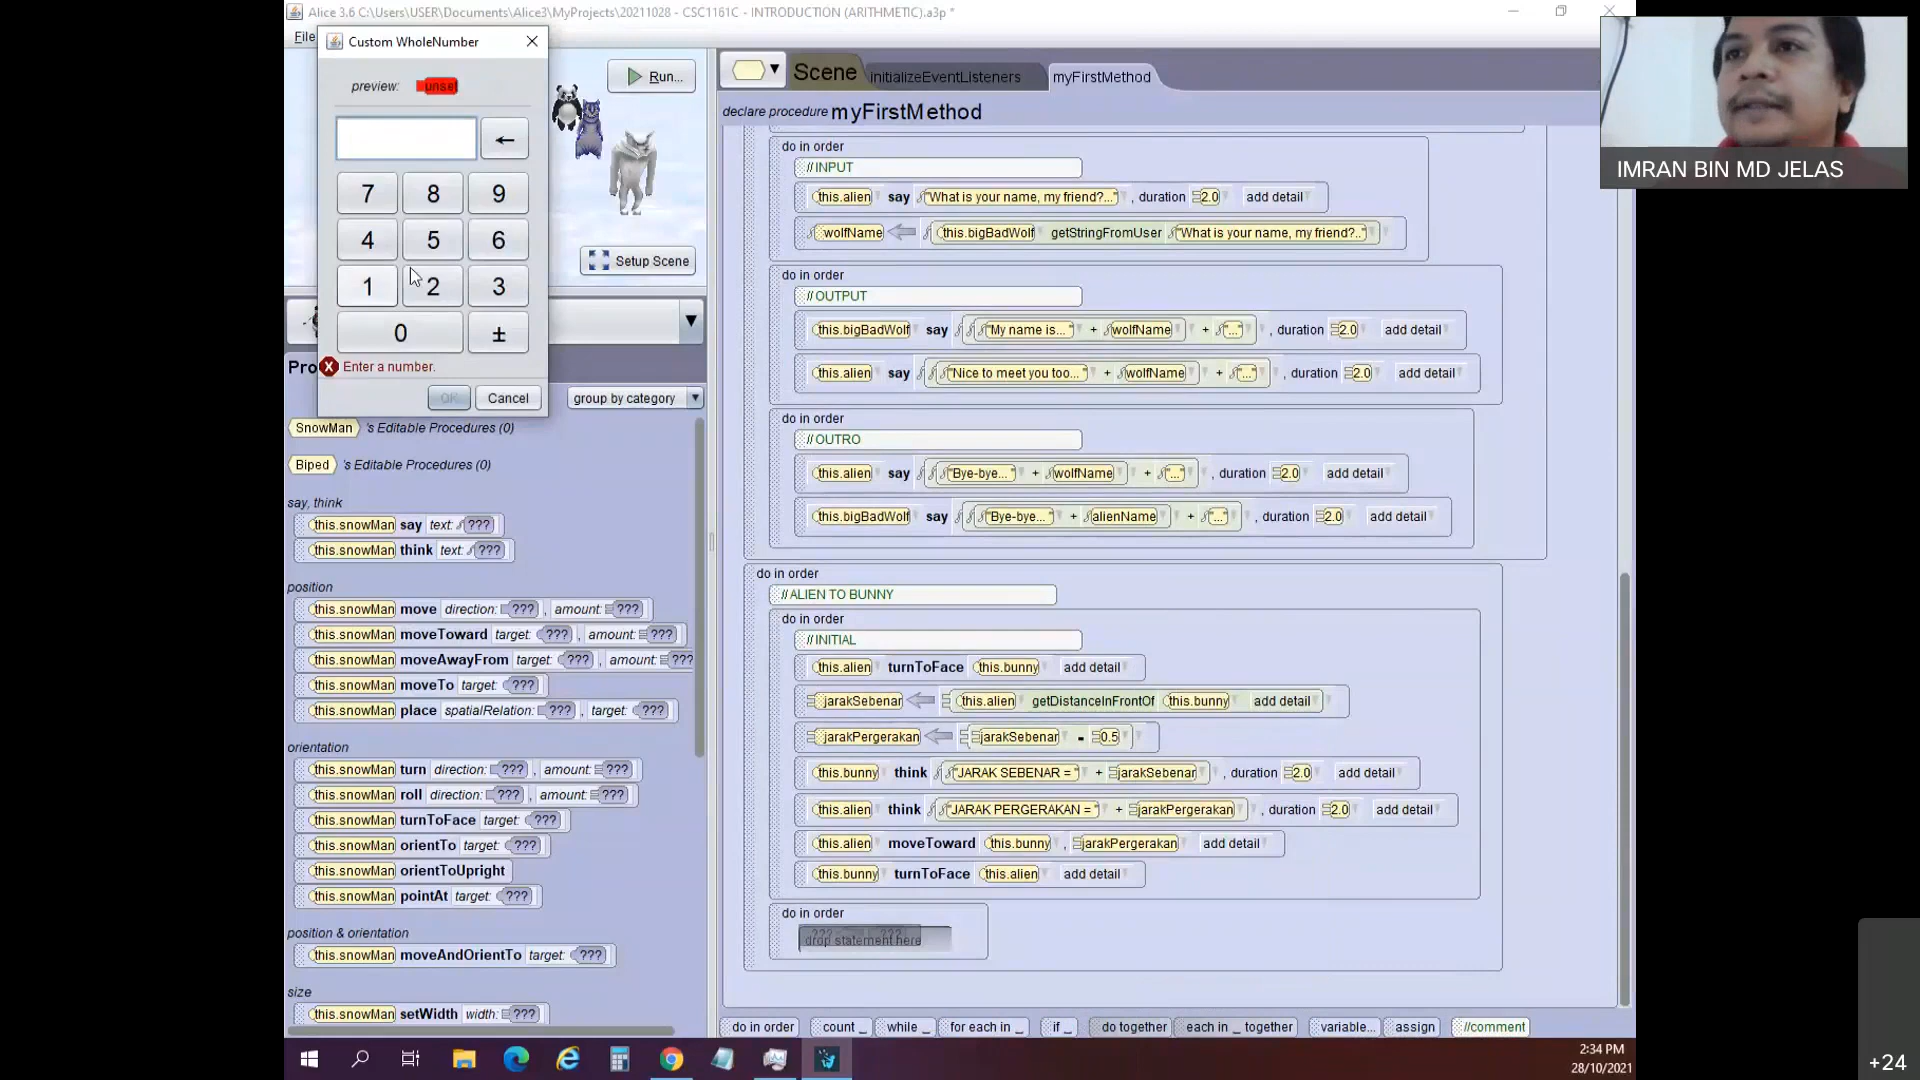 Alice 3.6 C:\Users\USER\Documents\Alice3\MyProjects\20211028 - CSC1161C - INTRODUCTION (ARITHMETIC).a3p *
File
Custom WholeNumber
preview: unset
7 8 9
4 5 6
1 2 3
0 ±
Enter a number.
OK Cancel
Run...
Setup Scene
group by category
SnowMan 's Editable Procedures (0)
Biped 's Editable Procedures (0)
say, think
this.snowMan say text: ???
this.snowMan think text: ???
position
this.snowMan move direction: ??? , amount: ???
this.snowMan moveToward target: ??? , amount: ???
this.snowMan moveAwayFrom target: ??? , amount: ???
this.snowMan moveTo target: ???
this.snowMan place spatialRelation: ??? , target: ???
orientation
this.snowMan turn direction: ??? , amount: ???
this.snowMan roll direction: ??? , amount: ???
this.snowMan turnToFace target: ???
this.snowMan orientTo target: ???
this.snowMan orientToUpright
this.snowMan pointAt target: ???
position & orientation
this.snowMan moveAndOrientTo target: ???
size
this.snowMan setWidth width: ???
Scene initializeEventListeners myFirstMethod
declare procedure myFirstMethod
do in order
//INPUT
this.alien say "What is your name, my friend?..." , duration 2.0 add detail
wolfName this.bigBadWolf getStringFromUser "What is your name, my friend?.."
do in order
//OUTPUT
this.bigBadWolf say "My name is..." + wolfName + "..." , duration 2.0 add detail
this.alien say "Nice to meet you too..." + wolfName + "..." , duration 2.0 add detail
do in order
//OUTRO
this.alien say "Bye-bye..." + wolfName + "..." , duration 2.0 add detail
this.bigBadWolf say "Bye-bye..." + alienName + "..." , duration 2.0 add detail
do in order
//ALIEN TO BUNNY
do in order
//INITIAL
this.alien turnToFace this.bunny add detail
jarakSebenar this.alien getDistanceInFrontOf this.bunny add detail
jarakPergerakan jarakSebenar - 0.5
this.bunny think "JARAK SEBENAR = " + jarakSebenar , duration 2.0 add detail
this.alien think "JARAK PERGERAKAN = " + jarakPergerakan , duration 2.0 add detail
this.alien moveToward this.bunny , jarakPergerakan add detail
this.bunny turnToFace this.alien add detail
do in order
drop statement here
do in order count _ while _ for each in _ if _ do together each in _ together variable... assign //comment
IMRAN BIN MD JELAS
2:34 PM
28/10/2021
+24